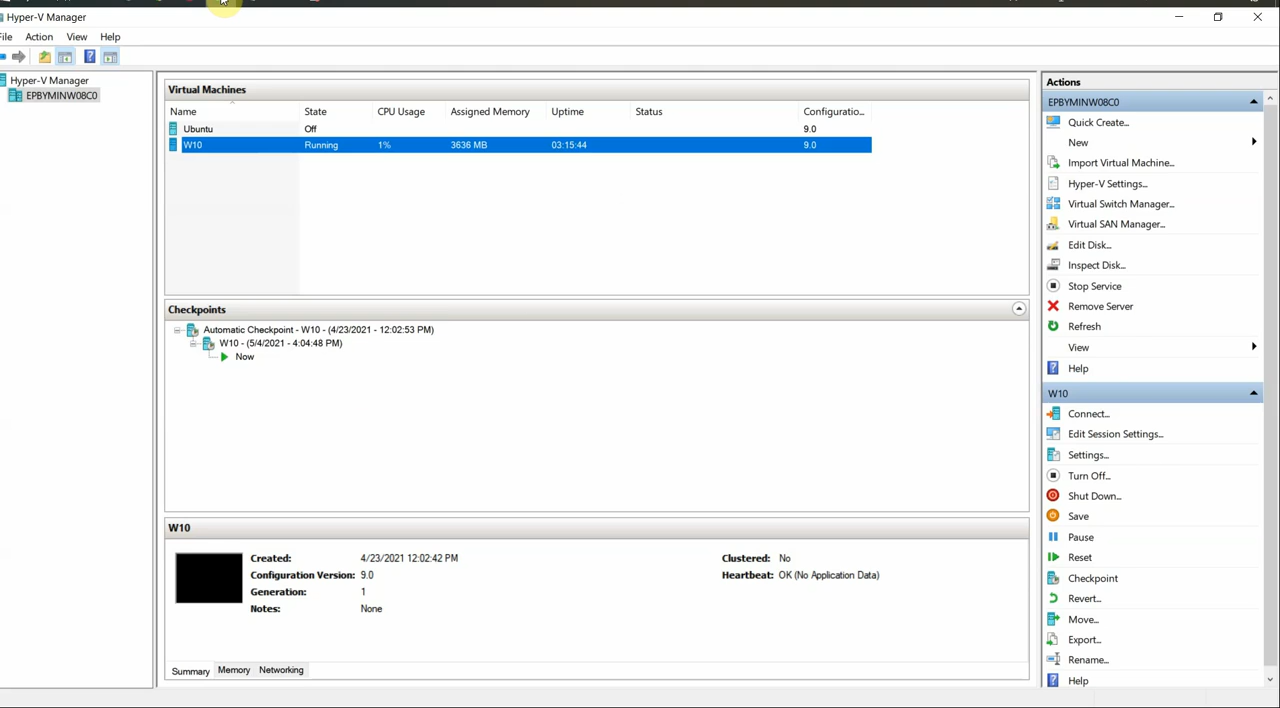 Hyper-V Manager
File Action View Help
Hyper-V Manager
EPBYMINW08C0
Virtual Machines
Name State CPU Usage Assigned Memory Uptime Status Configuratio...
Ubuntu Off 9.0
W10 Running 1% 3636 MB 03:15:44 9.0
Checkpoints
Automatic Checkpoint - W10 - (4/23/2021 - 12:02:53 PM)
W10 - (5/4/2021 - 4:04:48 PM)
Now
W10
Created: 4/23/2021 12:02:42 PM Clustered: No
Configuration Version: 9.0 Heartbeat: OK (No Application Data)
Generation: 1
Notes: None
Summary Memory Networking
Actions
EPBYMINW08C0
Quick Create...
New
Import Virtual Machine...
Hyper-V Settings...
Virtual Switch Manager...
Virtual SAN Manager...
Edit Disk...
Inspect Disk...
Stop Service
Remove Server
Refresh
View
Help
W10
Connect...
Edit Session Settings...
Settings...
Turn Off...
Shut Down...
Save
Pause
Reset
Checkpoint
Revert...
Move...
Export...
Rename...
Help